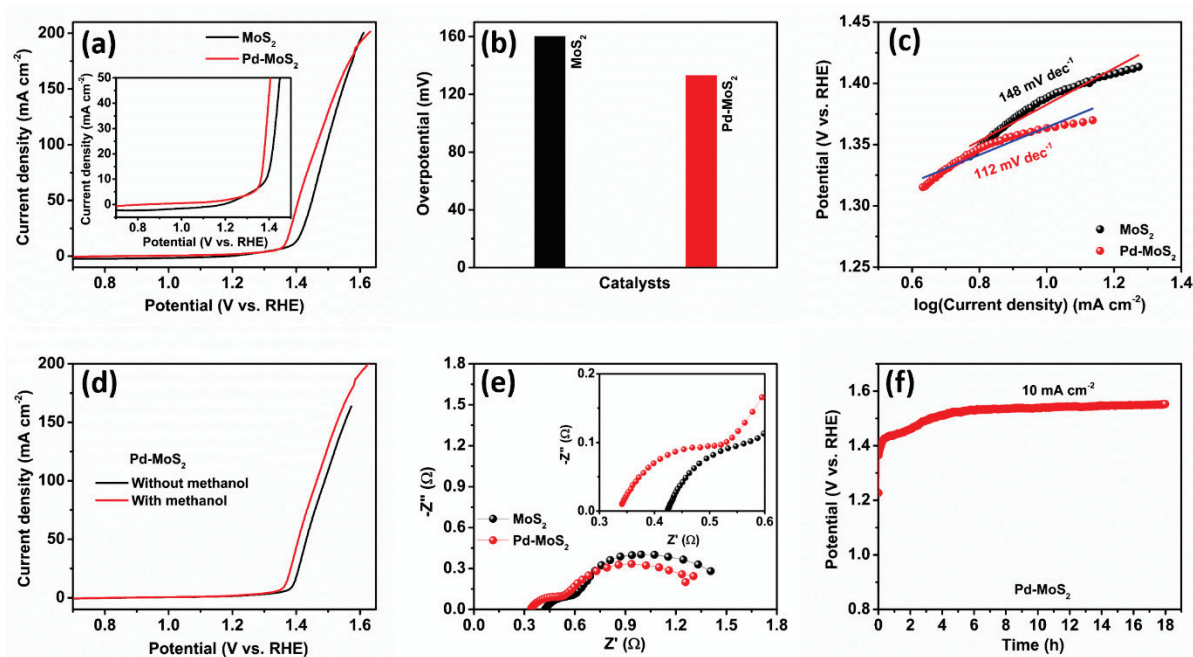 (a)
MoS₂
Pd-MoS₂
Current density (mA cm⁻²)
200
150
100
50
0
0.8 1.0 1.2 1.4 1.6
Potential (V vs. RHE)
Current density (mA cm⁻²)
50
40
30
20
10
0
0.8 1.0 1.2 1.4
Potential (V vs. RHE)
(b)
Overpotential (mV)
160
120
80
40
0
MoS₂
Pd-MoS₂
Catalysts
(c)
Potential (V vs. RHE)
1.45
1.40
1.35
1.30
1.25
148 mV dec⁻¹
112 mV dec⁻¹
MoS₂
Pd-MoS₂
0.6 0.8 1.0 1.2 1.4
log(Current density) (mA cm⁻²)
(d)
Current density (mA cm⁻²)
200
150
100
50
0
Pd-MoS₂
Without methanol
With methanol
0.8 1.0 1.2 1.4 1.6
Potential (V vs. RHE)
(e)
-Z" (Ω)
1.8
1.5
1.2
0.9
0.6
0.3
0.0
-Z" (Ω)
0.2
0.1
0.0
0.3 0.4 0.5 0.6
Z' (Ω)
MoS₂
Pd-MoS₂
0.0 0.3 0.6 0.9 1.2 1.5 1.8
Z' (Ω)
(f)
Potential (V vs. RHE)
1.8
1.6
1.4
1.2
1.0
0.8
10 mA cm⁻²
Pd-MoS₂
0 2 4 6 8 10 12 14 16 18
Time (h)